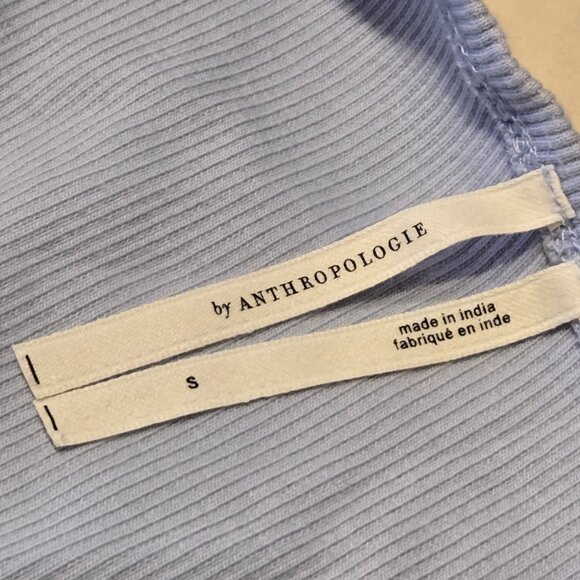 by ANTHROPOLOGIE
S
made in india
fabriqué en inde